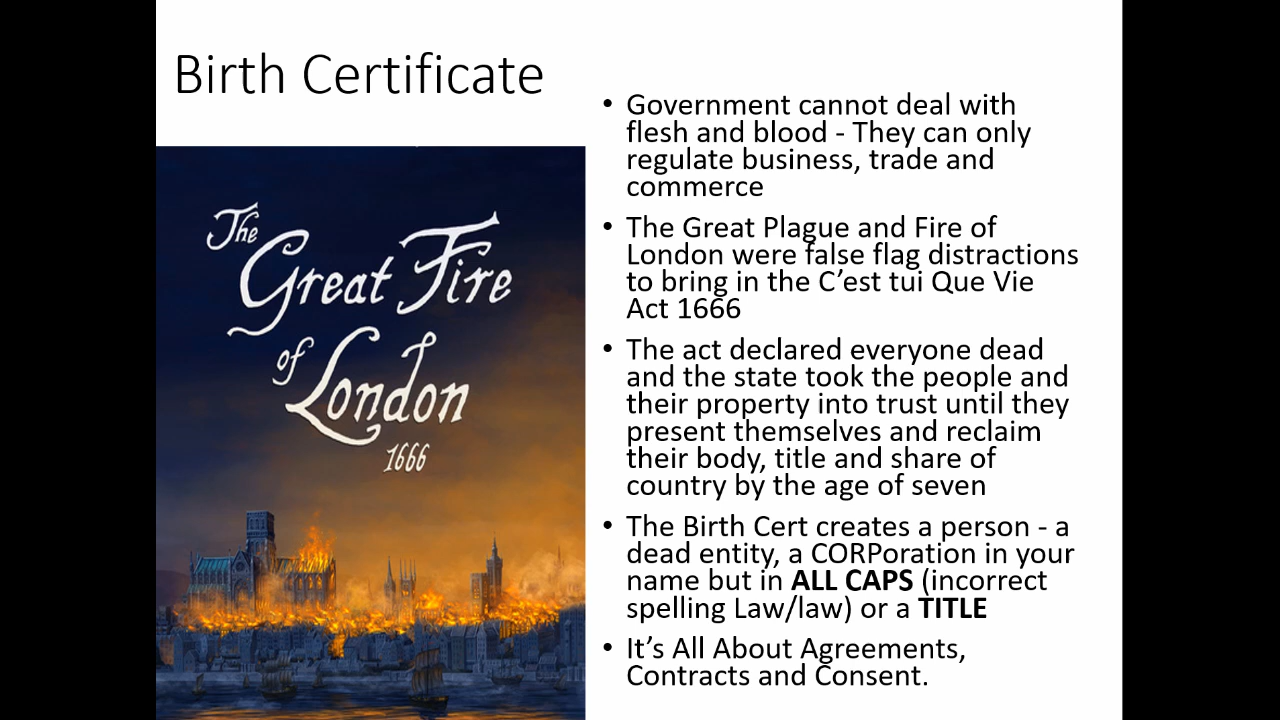 Birth Certificate
The
Great Fire
of
London
1666
• Government cannot deal with
flesh and blood - They can only
regulate business, trade and
commerce
• The Great Plague and Fire of
London were false flag distractions
to bring in the C’est tui Que Vie
Act 1666
• The act declared everyone dead
and the state took the people and
their property into trust until they
present themselves and reclaim
their body, title and share of
country by the age of seven
• The Birth Cert creates a person - a
dead entity, a CORPoration in your
name but in ALL CAPS (incorrect
spelling Law/law) or a TITLE
• It’s All About Agreements,
Contracts and Consent.